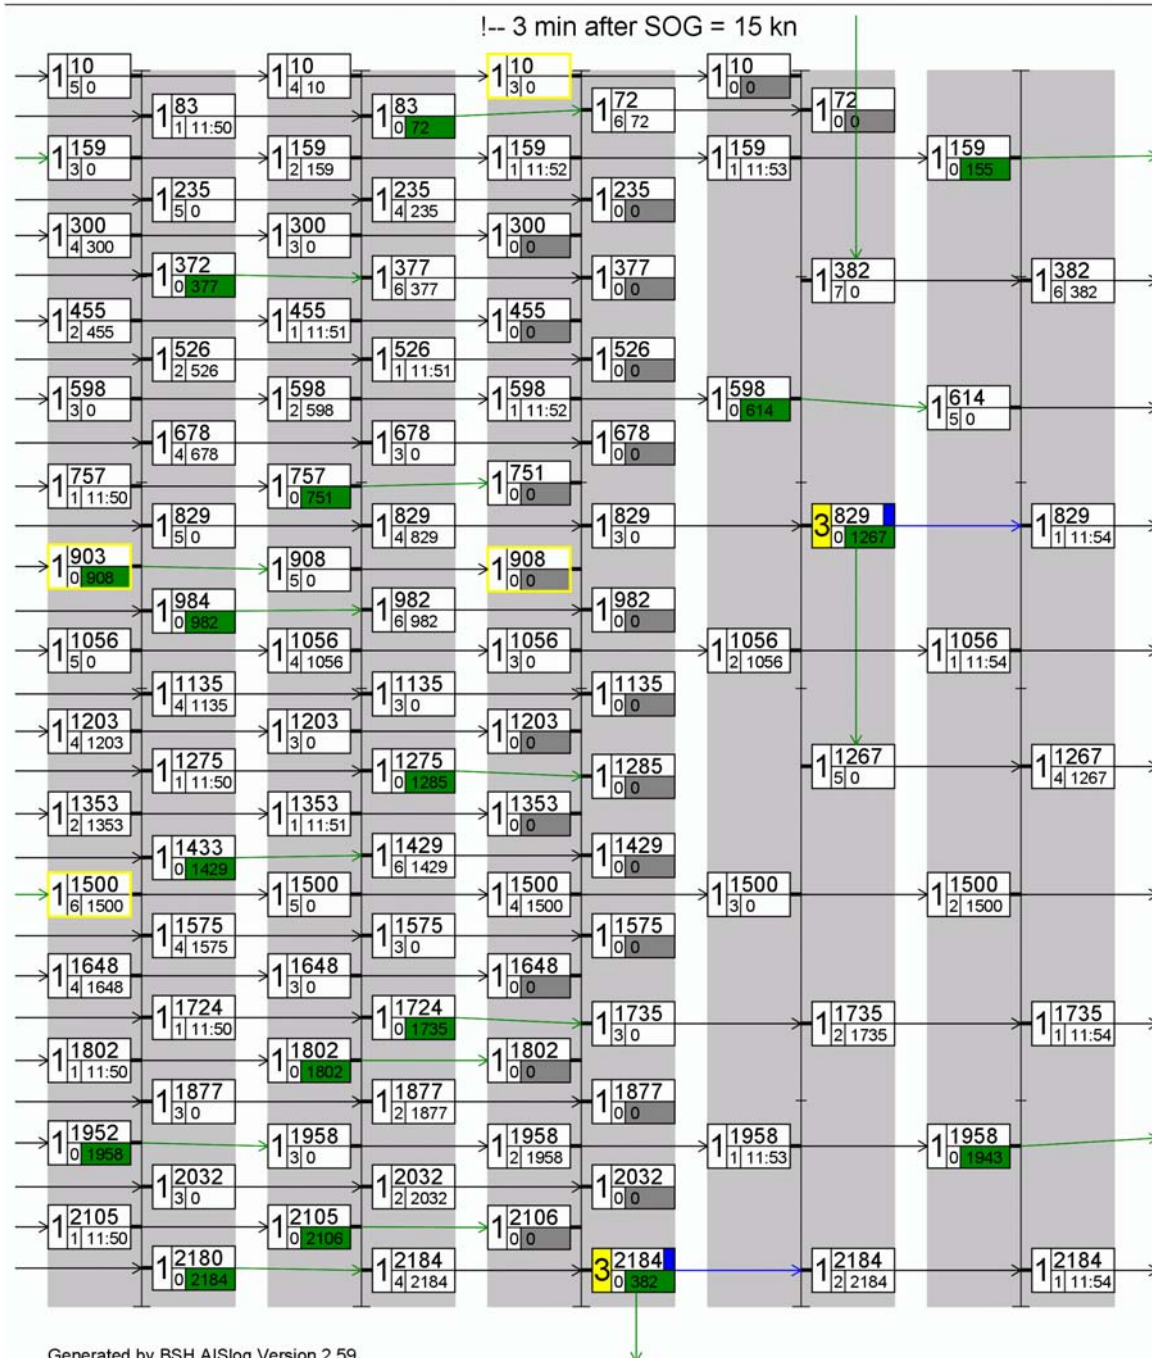 !-- 3 min after SOG = 15 kn
1 10 1 10 1 10 1 10
5 0 4 10 3 0 0 0
1 83 1 83 1 72 1 72
1 11:50 0 72 6 72 0 0
1 159 1 159 1 159 1 159 1 159
3 0 2 159 1 11:52 1 11:53 0 155
1 235 1 235 1 235
5 0 4 235 0 0
1 300 1 300 1 300
4 300 3 0 0 0
1 372 1 377 1 377 1 382 1 382
0 377 6 377 0 0 7 0 6 382
1 455 1 455 1 455
2 455 1 11:51 0 0
1 526 1 526 1 526
2 526 1 11:51 0 0
1 598 1 598 1 598 1 598 1 614
3 0 2 598 1 11:52 0 614 5 0
1 678 1 678 1 678
4 678 3 0 0 0
1 757 1 757 1 751
1 11:50 0 751 0 0
1 829 1 829 1 829 3 829 1 829
5 0 4 829 3 0 0 1267 1 11:54
1 903 1 908 1 908
0 908 5 0 0 0
1 984 1 982 1 982
0 982 6 982 0 0
1 1056 1 1056 1 1056 1 1056 1 1056
5 0 4 1056 3 0 2 1056 1 11:54
1 1135 1 1135 1 1135
4 1135 3 0 0 0
1 1203 1 1203 1 1203
4 1203 3 0 0 0
1 1275 1 1275 1 1285 1 1267 1 1267
1 11:50 0 1285 0 0 5 0 4 1267
1 1353 1 1353 1 1353
2 1353 1 11:51 0 0
1 1433 1 1429 1 1429
0 1429 6 1429 0 0
1 1500 1 1500 1 1500 1 1500 1 1500
6 1500 5 0 4 1500 3 0 2 1500
1 1575 1 1575 1 1575
4 1575 3 0 0 0
1 1648 1 1648 1 1648
4 1648 3 0 0 0
1 1724 1 1724 1 1735 1 1735 1 1735
1 11:50 0 1735 3 0 2 1735 1 11:54
1 1802 1 1802 1 1802
1 11:50 0 1802 0 0
1 1877 1 1877 1 1877
3 0 2 1877 0 0
1 1952 1 1958 1 1958 1 1958 1 1958
0 1958 3 0 2 1958 1 11:53 0 1943
1 2032 1 2032 1 2032
3 0 2 2032 0 0
1 2105 1 2105 1 2106
1 11:50 0 2106 0 0
1 2180 1 2184 3 2184 1 2184 1 2184
0 2184 4 2184 0 382 2 2184 1 11:54
Generated by BSH AISlog Version 2.59